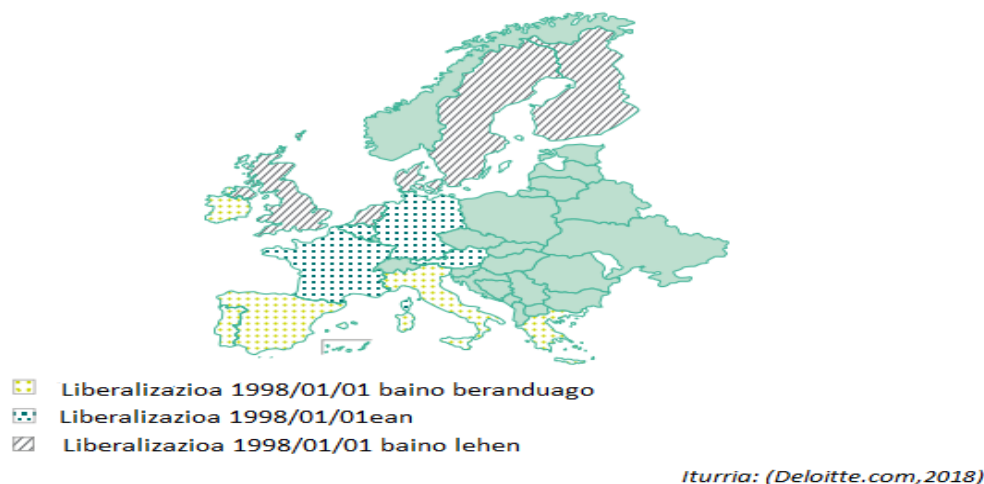 Liberalizazioa 1998/01/01 baino beranduago
Liberalizazioa 1998/01/01ean
Liberalizazioa 1998/01/01 baino lehen
Iturria: (Deloitte.com,2018)